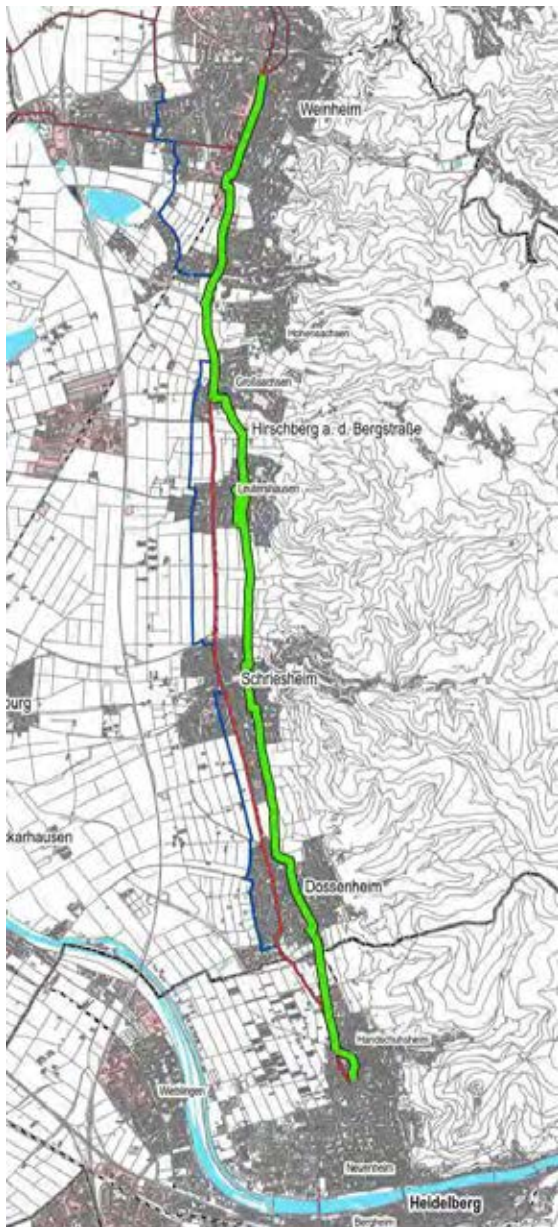 Weinheim
Hohensachsen
Großsachsen
Hirschberg a. d. Bergstraße
Leutershausen
Schriesheim
burg
ckarhausen
Dossenheim
Handschuhsheim
Wieblingen
Neuenheim
Heidelberg
Bergheim